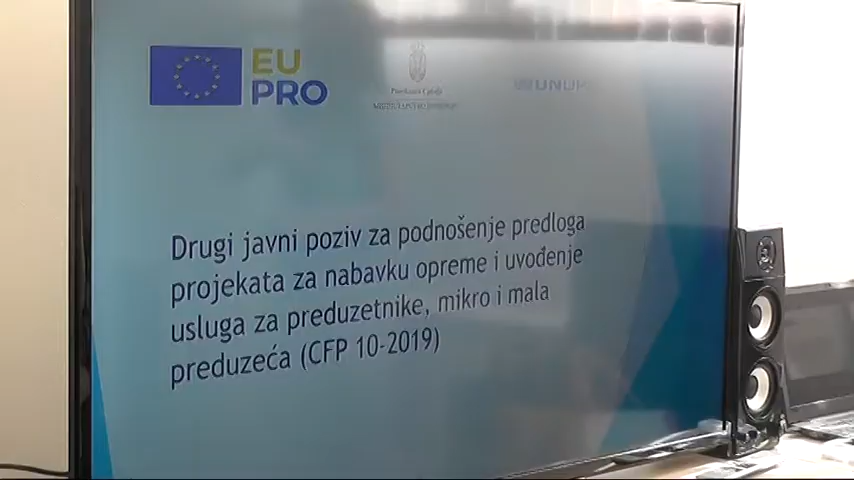 EU
PRO
Drugi javni poziv za podnošenje predloga
projekata za nabavku opreme i uvođenje
usluga za preduzetnike, mikro i mala
preduzeća (CFP 10-2019)